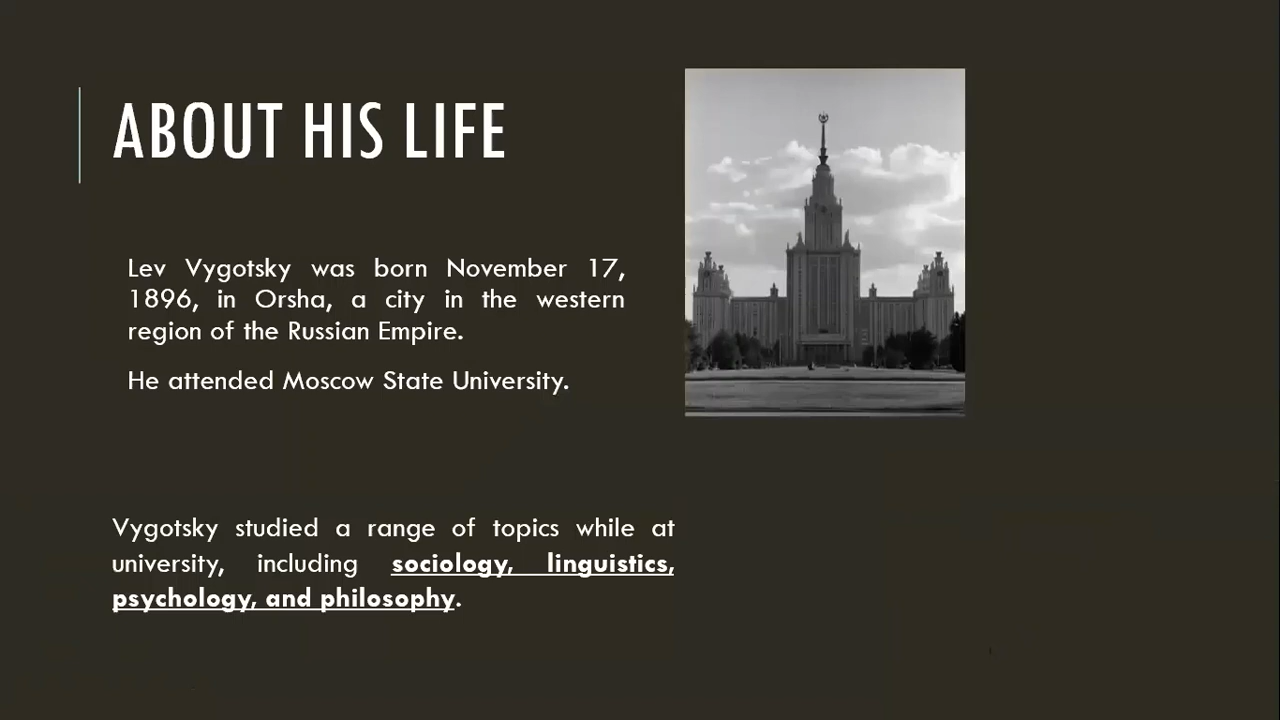 ABOUT HIS LIFE
Lev Vygotsky was born November 17,
1896, in Orsha, a city in the western
region of the Russian Empire.
He attended Moscow State University.
Vygotsky studied a range of topics while at
university, including sociology, linguistics,
psychology, and philosophy.